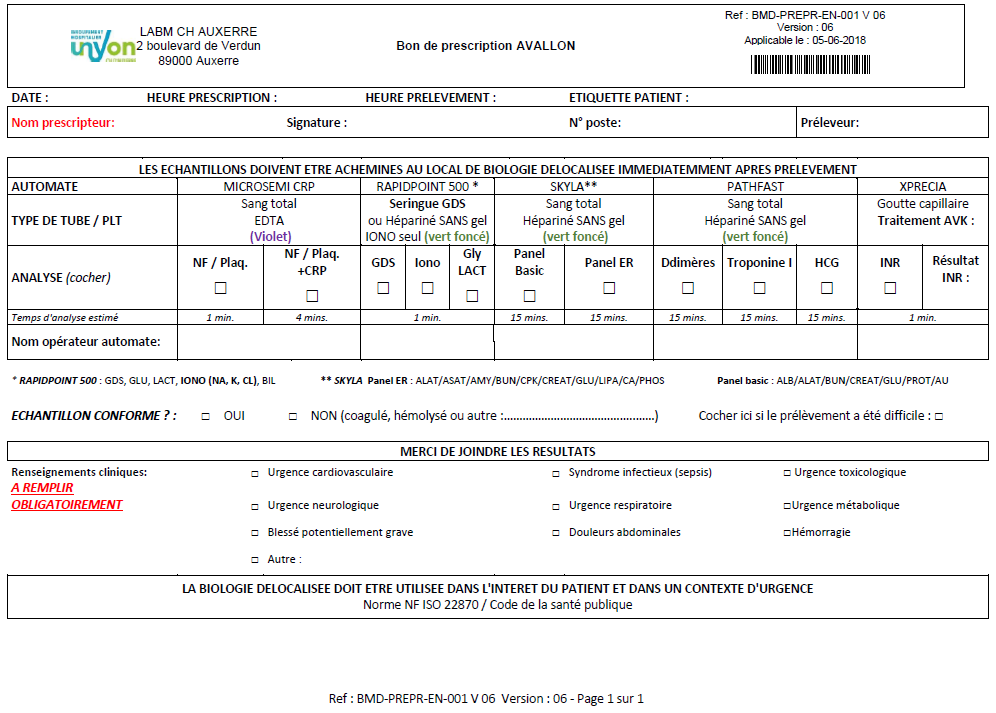 GROUPEMENT
HOSPITALIER
unyon
LABM CH AUXERRE
2 boulevard de Verdun
89000 Auxerre
Bon de prescription AVALLON
Ref : BMD-PREPR-EN-001 V 06
Version : 06
Applicable le : 05-06-2018
DATE : HEURE PRESCRIPTION : HEURE PRELEVEMENT : ETIQUETTE PATIENT :
Nom prescripteur: Signature : N° poste: Préleveur:
LES ECHANTILLONS DOIVENT ETRE ACHEMINES AU LOCAL DE BIOLOGIE DELOCALISEE IMMEDIATEMMENT APRES PRELEVEMENT
AUTOMATE MICROSEMI CRP RAPIDPOINT 500 * SKYLA** PATHFAST XPRECIA
TYPE DE TUBE / PLT
Sang total
EDTA
(Violet)
Seringue GDS
ou Hépariné SANS gel
IONO seul (vert foncé)
Sang total
Hépariné SANS gel
(vert foncé)
Sang total
Hépariné SANS gel
(vert foncé)
Goutte capillaire
Traitement AVK :
ANALYSE (cocher)
NF / Plaq.
□
NF / Plaq.
+CRP
□
GDS
□
Iono
□
Gly
LACT
□
Panel
Basic
□
Panel ER
□
Ddimères
□
Troponine I
□
HCG
□
INR
□
Résultat
INR :
Temps d'analyse estimé 1 min. 4 mins. 1 min. 15 mins. 15 mins. 15 mins. 15 mins. 15 mins. 1 min.
Nom opérateur automate:
* RAPIDPOINT 500 : GDS, GLU, LACT, IONO (NA, K, CL), BIL ** SKYLA Panel ER : ALAT/ASAT/AMY/BUN/CPK/CREAT/GLU/LIPA/CA/PHOS Panel basic : ALB/ALAT/BUN/CREAT/GLU/PROT/AU
ECHANTILLON CONFORME ? : □ OUI □ NON (coagulé, hémolysé ou autre :................................................) Cocher ici si le prélèvement a été difficile : □
MERCI DE JOINDRE LES RESULTATS
Renseignements cliniques:
A REMPLIR
OBLIGATOIREMENT
□ Urgence cardiovasculaire □ Syndrome infectieux (sepsis) □ Urgence toxicologique
□ Urgence neurologique □ Urgence respiratoire □Urgence métabolique
□ Blessé potentiellement grave □ Douleurs abdominales □Hémorragie
□ Autre :
LA BIOLOGIE DELOCALISEE DOIT ETRE UTILISEE DANS L'INTERET DU PATIENT ET DANS UN CONTEXTE D'URGENCE
Norme NF ISO 22870 / Code de la santé publique
Ref : BMD-PREPR-EN-001 V 06 Version : 06 - Page 1 sur 1